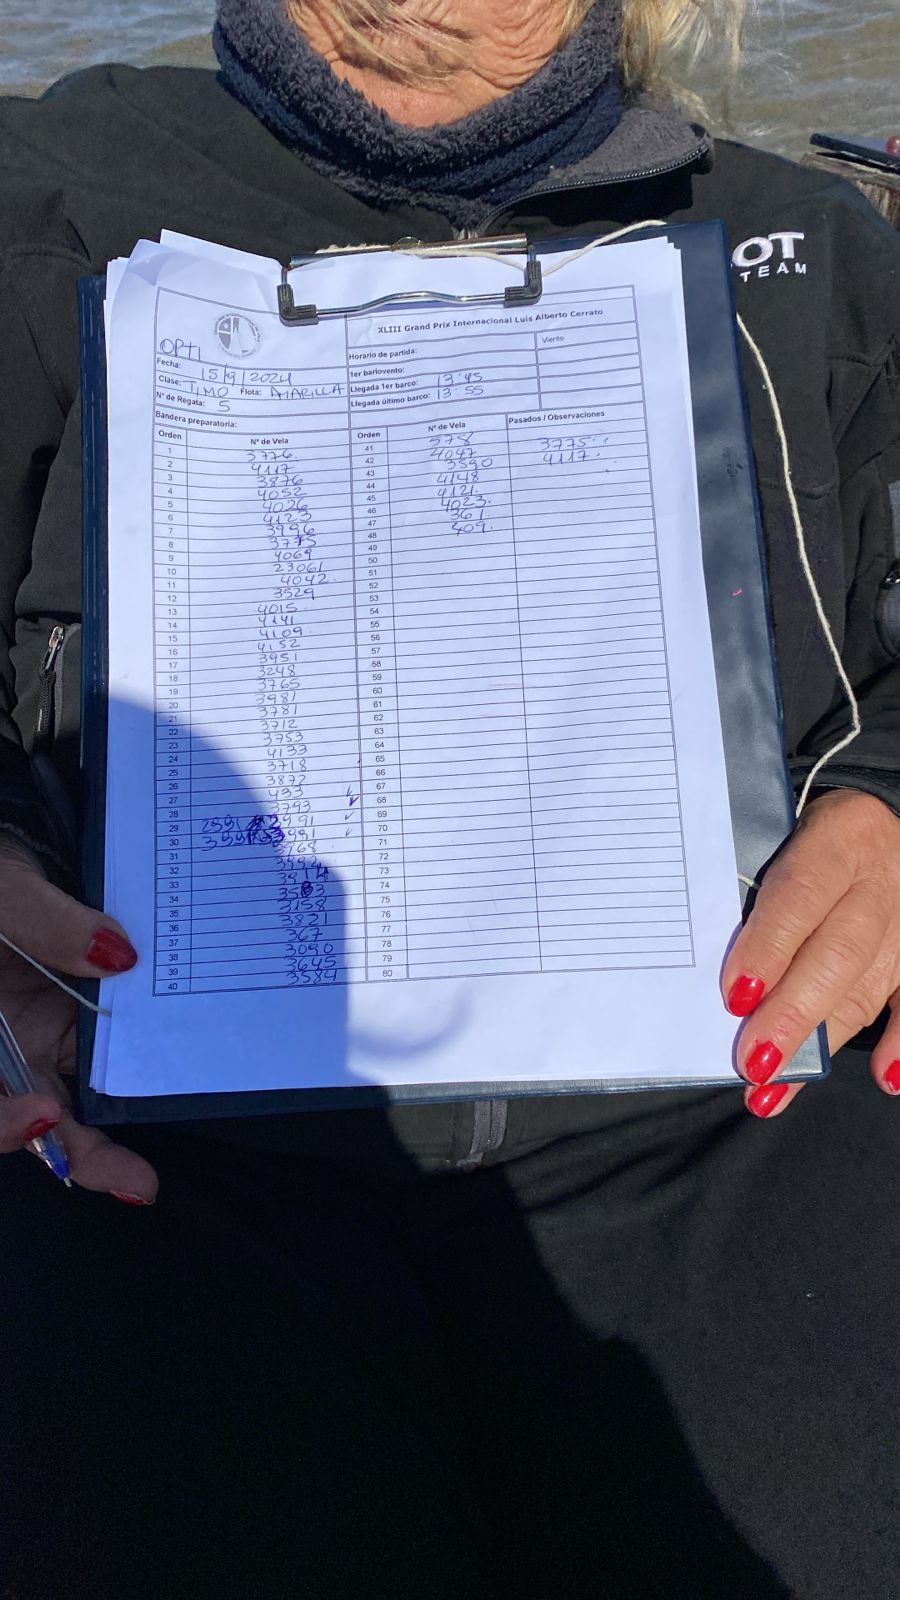 OT
TEAM
XLIII Grand Prix Internacional Luis Alberto Cerrato
OPTI
Fecha: 15/9/2024
Clase: TIMO Flota: AMARILLA
N° de Regata: 5
Horario de partida:
Viento
1er barlovento:
Llegada 1er barco: 13:45
Llegada último barco: 13:55
Bandera preparatoria:
Orden N° de Vela Orden N° de Vela Pasados / Observaciones
1 3776. 41 578 3775
2 4117 42 4047 4117
3 3876 43 3590
4 4052 44 4148
5 4026 45 4121
6 4123 46 4023.
7 3996 47 361
8 3775 48 409.
9 4069 49
10 23061 50
11 4042 51
12 3529 52
13 4015 53
14 4141 54
15 4109 55
16 4152 56
17 3951 57
18 3248 58
19 3765 59
20 3981 60
21 3781 61
22 3712 62
23 3753 63
24 4133 64
25 3718 65
26 3872 66
27 433 67
28 3793 68
29 69
30 70
31 3968 71
32 3992 72
33 73
34 3583 74
35 3158 75
36 3821 76
37 367 77
38 3090 78
39 3645 79
40 3584 80